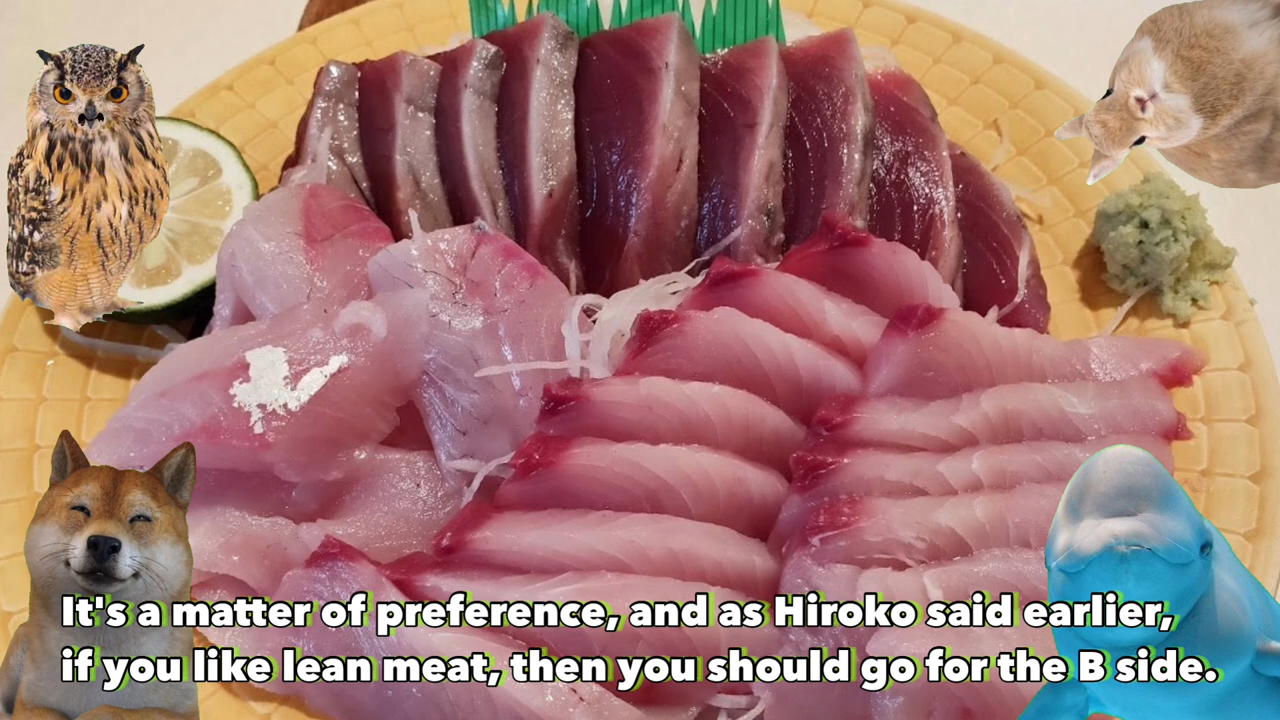 It's a matter of preference, and as Hiroko said earlier,
if you like lean meat, then you should go for the B side.